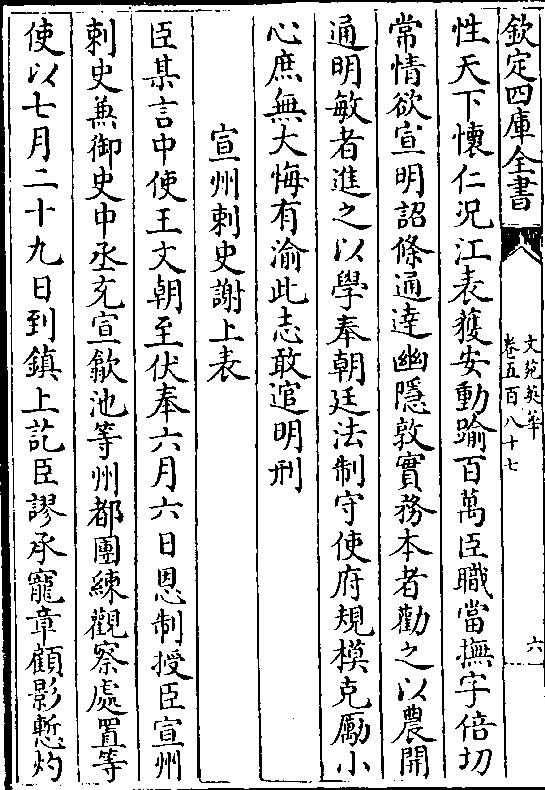 欽定四庫全書
文苑英華
卷五百八十七
六
性天下懷仁況江表獲安動踰百萬臣職當撫字倍切
常情欲宣明詔條通達幽隱敦實務本者勸之以農開
通明敏者進之以學奉朝廷法制守使府規模克勵小
心庶無大悔有渝此志敢逭明刑
宣州刺史謝上表
臣某言中使王文朝至伏奉六月六日恩制授臣宣州
刺史兼御史中丞充宣歙池等州都團練觀察處置等
使以七月二十九日到鎮上訖臣謬承寵章顧影慙灼